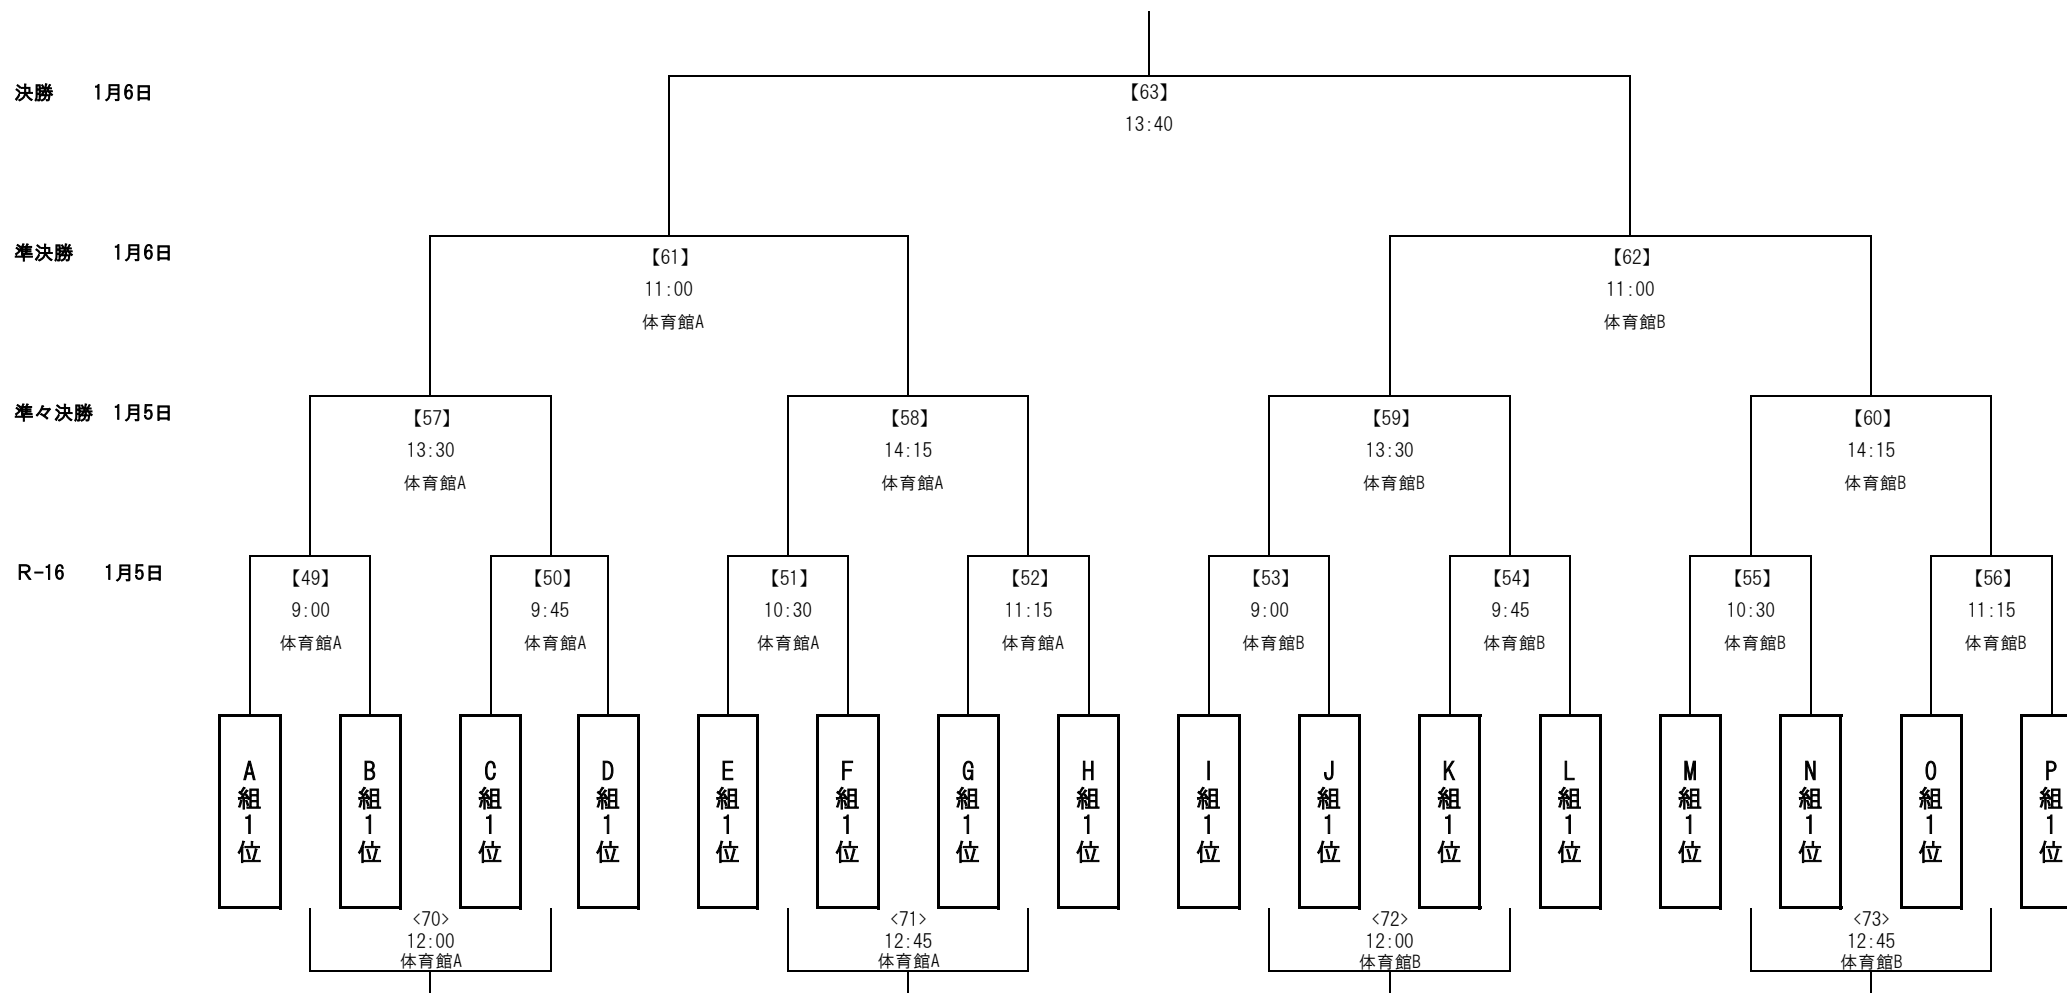 決勝　　1月6日
【63】
13:40
準決勝　　1月6日
【61】
11:00
体育館A
【62】
11:00
体育館B
準々決勝　1月5日
【57】
13:30
体育館A
【58】
14:15
体育館A
【59】
13:30
体育館B
【60】
14:15
体育館B
Ｒ-16　　1月5日
【49】
9:00
体育館A
【50】
9:45
体育館A
【51】
10:30
体育館A
【52】
11:15
体育館A
【53】
9:00
体育館B
【54】
9:45
体育館B
【55】
10:30
体育館B
【56】
11:15
体育館B
A組1位
B組1位
C組1位
D組1位
E組1位
F組1位
G組1位
H組1位
I組1位
J組1位
K組1位
L組1位
M組1位
N組1位
O組1位
P組1位
<70>
12:00
体育館A
<71>
12:45
体育館A
<72>
12:00
体育館B
<73>
12:45
体育館B